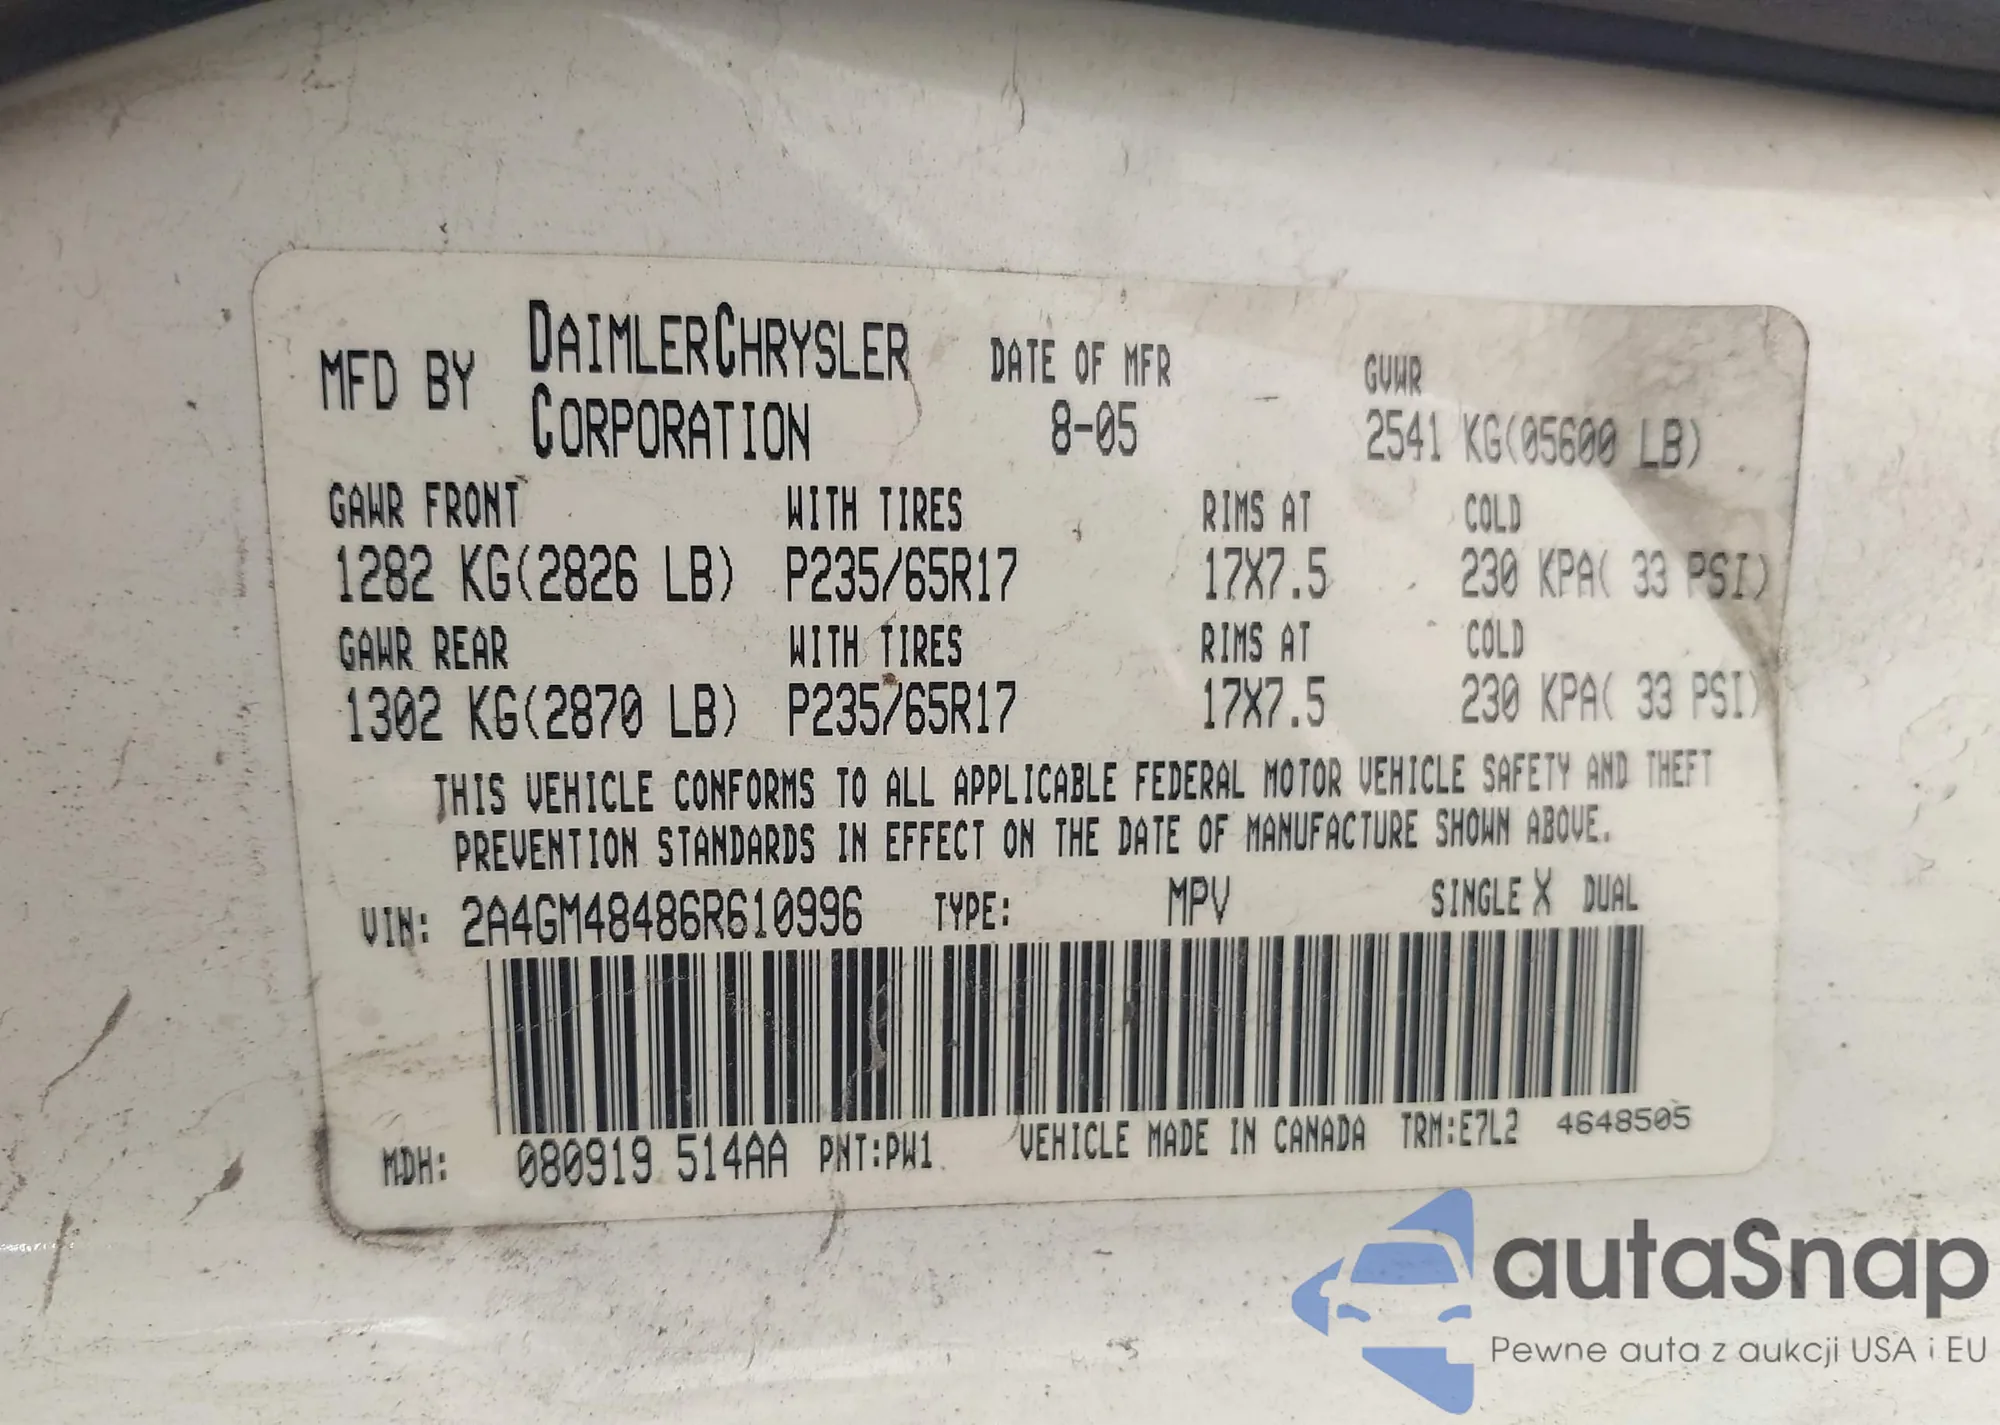 MFD BY DAIMLERCHRYSLER CORPORATION DATE OF MFR 8-05 GVWR 2541 KG(05600 LB)
GAWR FRONT WITH TIRES RIMS AT COLD
1282 KG(2826 LB) P235/65R17 17X7.5 230 KPA( 33 PSI)
GAWR REAR WITH TIRES RIMS AT COLD
1302 KG(2870 LB) P235/65R17 17X7.5 230 KPA( 33 PSI)
THIS VEHICLE CONFORMS TO ALL APPLICABLE FEDERAL MOTOR VEHICLE SAFETY AND THEFT
PREVENTION STANDARDS IN EFFECT ON THE DATE OF MANUFACTURE SHOWN ABOVE.
VIN: 2A4GM48486R610996 TYPE: MPV SINGLE X DUAL
MDH: 080919 514AA PNT:PW1 VEHICLE MADE IN CANADA TRM:E7L2 4648505
autaSnap
Pewne auta z aukcji USA i EU